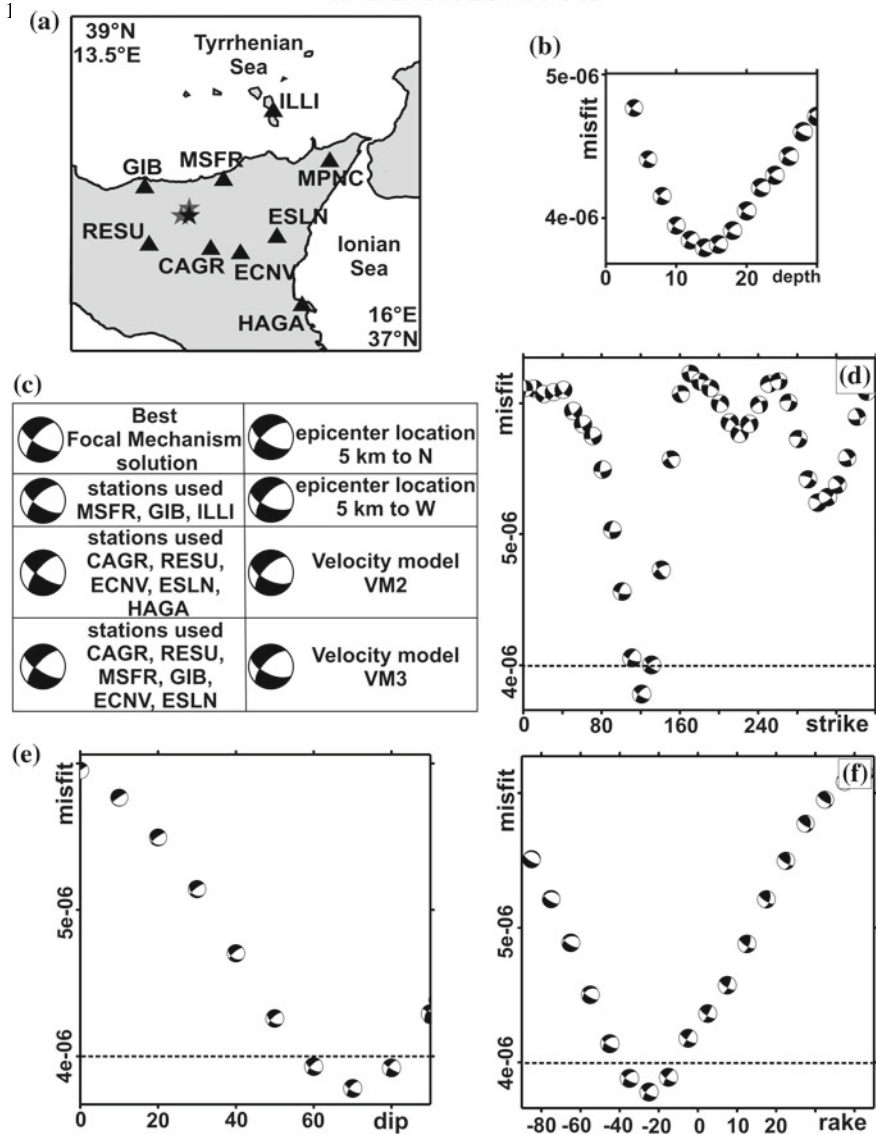 1
(a)
39°N
13.5°E
Tyrrhenian
Sea
ILLI
GIB
MSFR
MPNC
RESU
ESLN
CAGR
ECNV
Ionian
Sea
HAGA
16°E
37°N
(b)
misfit
5e-06
4e-06
0 10 20 depth
(c)
Best
Focal Mechanism
solution
epicenter location
5 km to N
stations used
MSFR, GIB, ILLI
epicenter location
5 km to W
stations used
CAGR, RESU,
ECNV, ESLN,
HAGA
Velocity model
VM2
stations used
CAGR, RESU,
MSFR, GIB,
ECNV, ESLN
Velocity model
VM3
(d)
misfit
5e-06
4e-06
0 80 160 240 strike
(e)
misfit
5e-06
4e-06
0 20 40 60 dip
(f)
misfit
5e-06
4e-06
-80 -60 -40 -20 0 20 rake